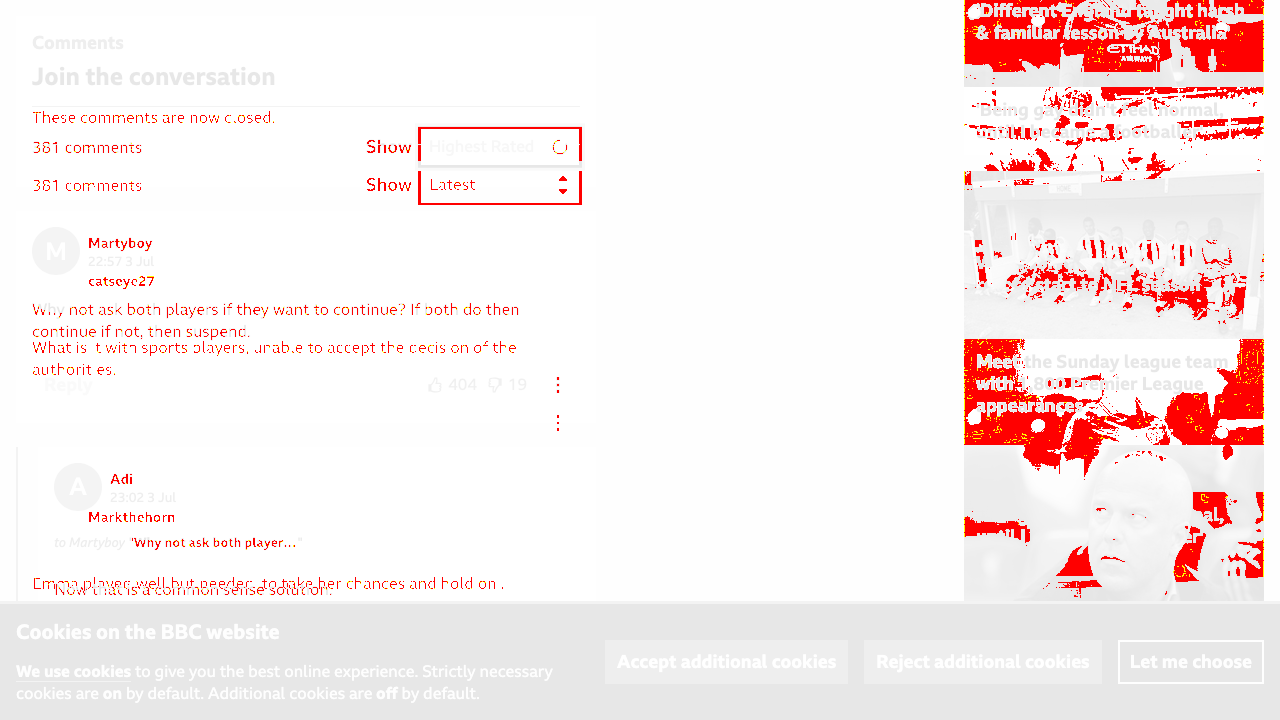 Comments
Join the conversation
These comments are now closed.
381 comments Show Highest Rated
381 comments Show Latest
M
Martyboy
22:57 3 Jul
catseye27
Why not ask both players if they want to continue? If both do then
continue if not, then suspend.
What is it with sports players, unable to accept the decision of the
authorities.
Reply 404 19
A
Adi
23:02 3 Jul
Markthehorn
to Martyboy "Why not ask both player..."
Emma played well but needed to take her chances and hold on .
Now that is a common sense solution.
Different England taught harsh
& familiar lesson by Australia
ETIHAD
AIRWAYS
'Being gay didn't feel normal,
start to NFL season
Meet the Sunday league team
with 1,800 Premier League
appearances
Cookies on the BBC website
We use cookies to give you the best online experience. Strictly necessary
cookies are on by default. Additional cookies are off by default.
Accept additional cookies
Reject additional cookies
Let me choose